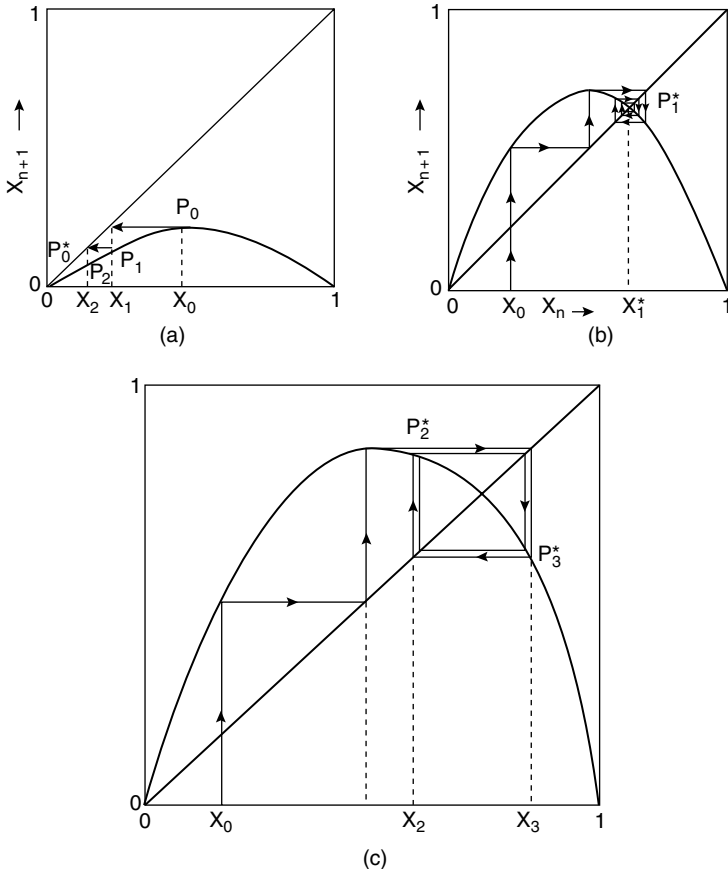 1
X_{n+1} →
P_0
P_0^*
P_1
P_2
0
0 X_2 X_1 X_0 1
(a)
1
X_{n+1} →
P_1^*
0
0 X_0 X_n → X_1^* 1
(b)
1
P_2^*
P_3^*
0
0 X_0 X_2 X_3 1
(c)